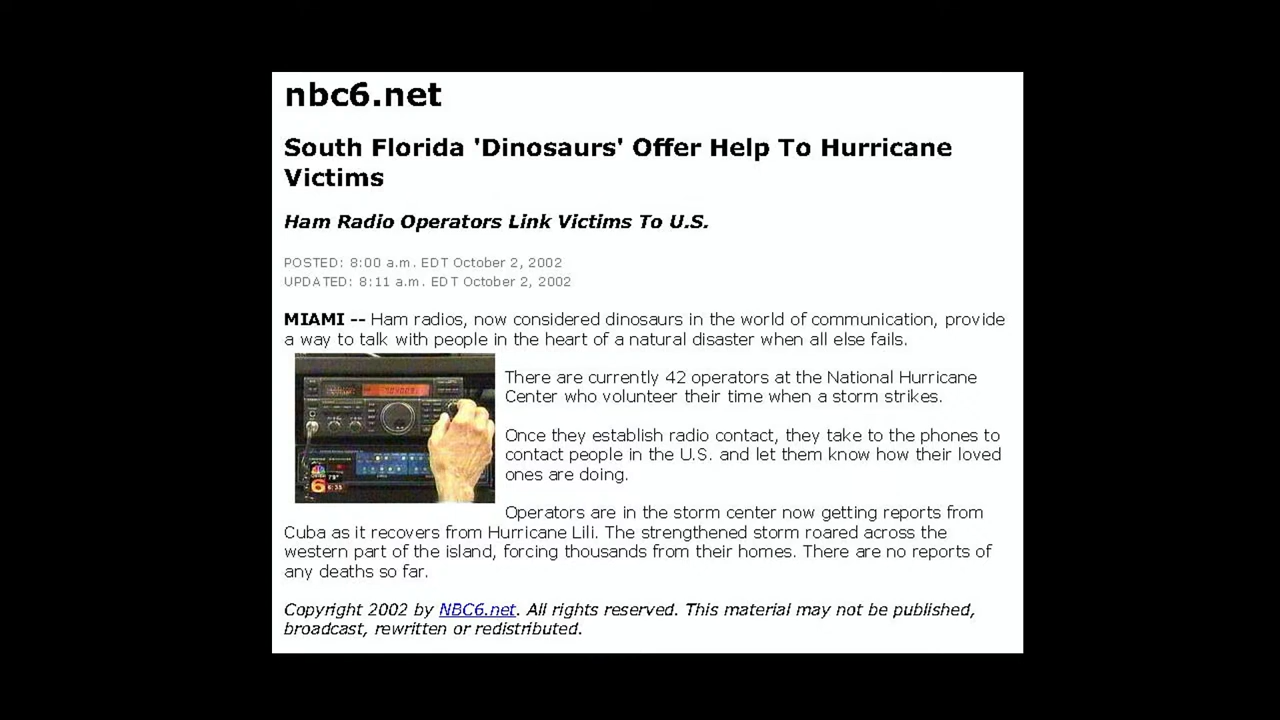 nbc6.net
South Florida 'Dinosaurs' Offer Help To Hurricane
Victims
Ham Radio Operators Link Victims To U.S.
POSTED: 8:00 a.m. EDT October 2, 2002
UPDATED: 8:11 a.m. EDT October 2, 2002
MIAMI -- Ham radios, now considered dinosaurs in the world of communication, provide
a way to talk with people in the heart of a natural disaster when all else fails.
There are currently 42 operators at the National Hurricane
Center who volunteer their time when a storm strikes.
Once they establish radio contact, they take to the phones to
contact people in the U.S. and let them know how their loved
ones are doing.
6
Operators are in the storm center now getting reports from
Cuba as it recovers from Hurricane Lili. The strengthened storm roared across the
western part of the island, forcing thousands from their homes. There are no reports of
any deaths so far.
Copyright 2002 by NBC6.net. All rights reserved. This material may not be published,
broadcast, rewritten or redistributed.